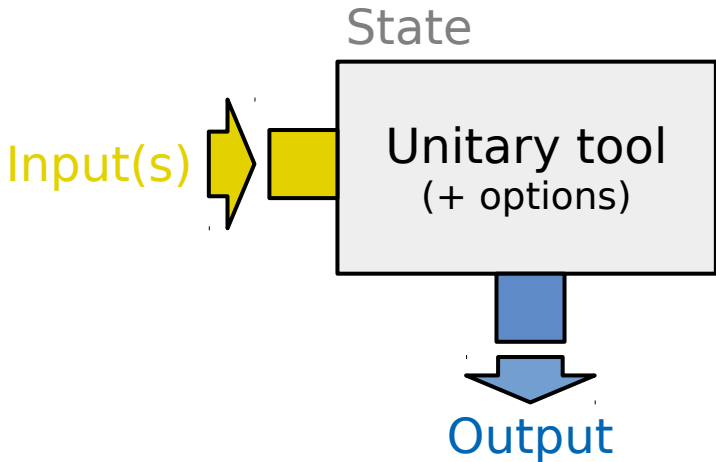 State
Input(s)
Unitary tool
(+ options)
Output